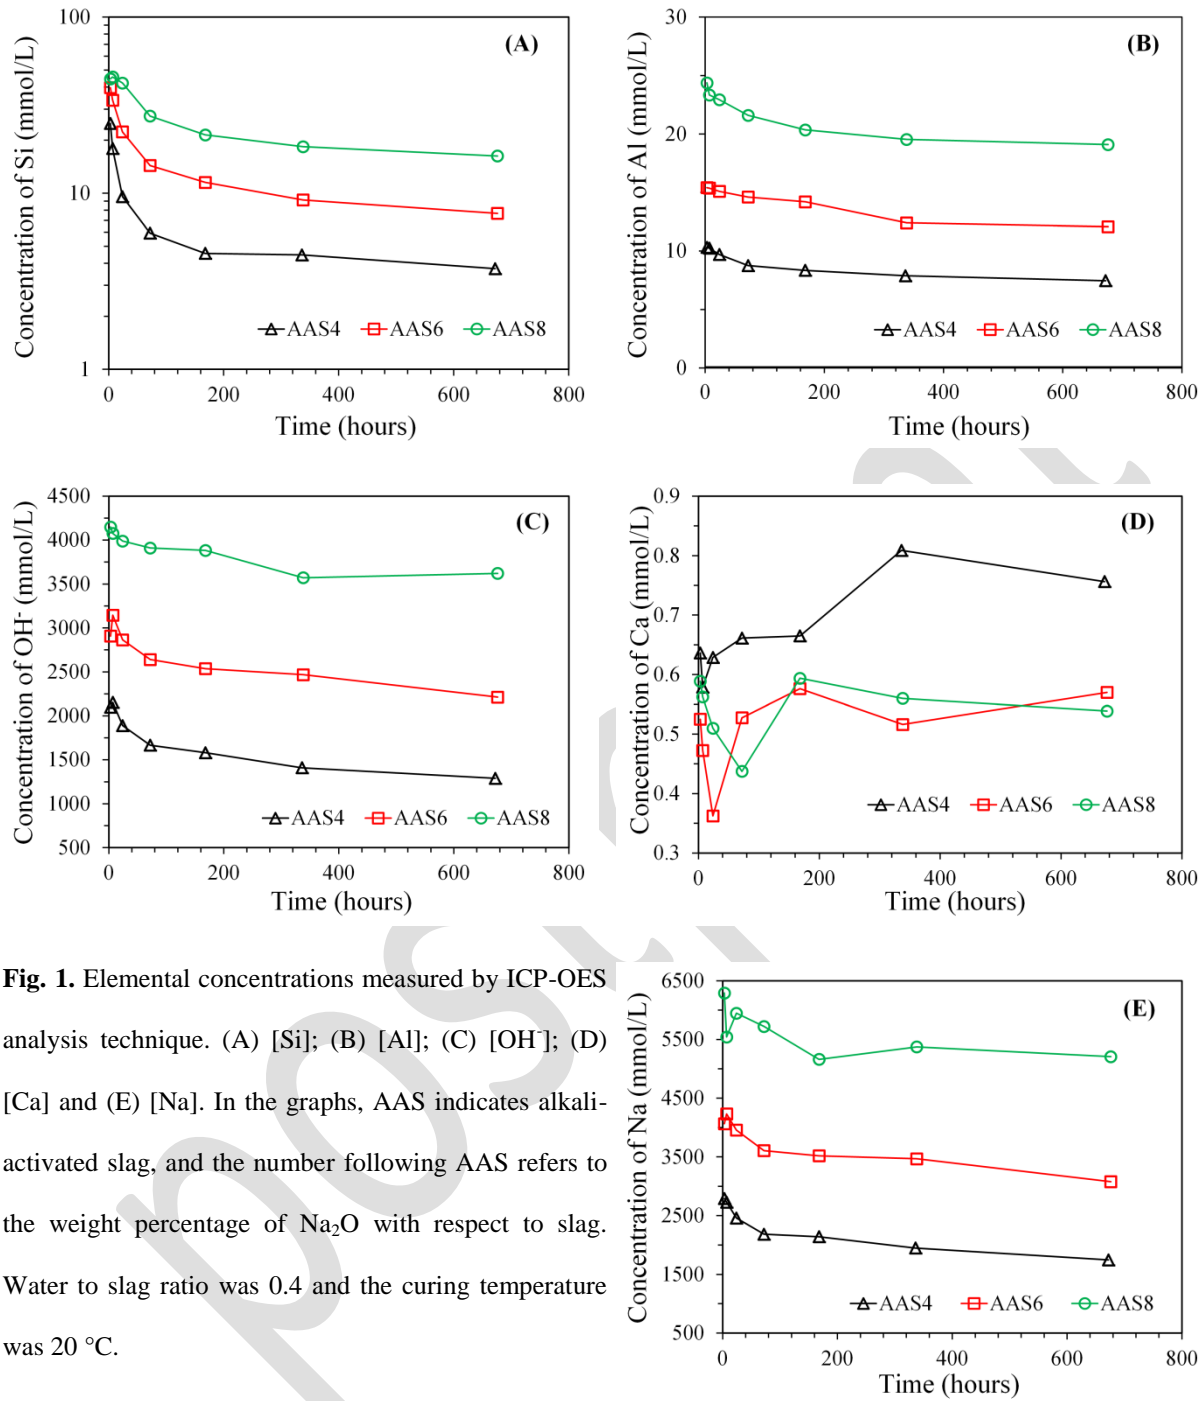 (A)
Concentration of Si (mmol/L)
100
10
1
AAS4 AAS6 AAS8
0 200 400 600 800
Time (hours)
(B)
Concentration of Al (mmol/L)
30
20
10
0
AAS4 AAS6 AAS8
0 200 400 600 800
Time (hours)
(C)
Concentration of OH⁻ (mmol/L)
4500
4000
3500
3000
2500
2000
1500
1000
500
AAS4 AAS6 AAS8
0 200 400 600 800
Time (hours)
(D)
Concentration of Ca (mmol/L)
0.9
0.8
0.7
0.6
0.5
0.4
0.3
AAS4 AAS6 AAS8
0 200 400 600 800
Time (hours)
Fig. 1. Elemental concentrations measured by ICP-OES
analysis technique. (A) [Si]; (B) [Al]; (C) [OH⁻]; (D)
[Ca] and (E) [Na]. In the graphs, AAS indicates alkali-
activated slag, and the number following AAS refers to
the weight percentage of Na₂O with respect to slag.
Water to slag ratio was 0.4 and the curing temperature
was 20 °C.
(E)
Concentration of Na (mmol/L)
6500
5500
4500
3500
2500
1500
500
AAS4 AAS6 AAS8
0 200 400 600 800
Time (hours)